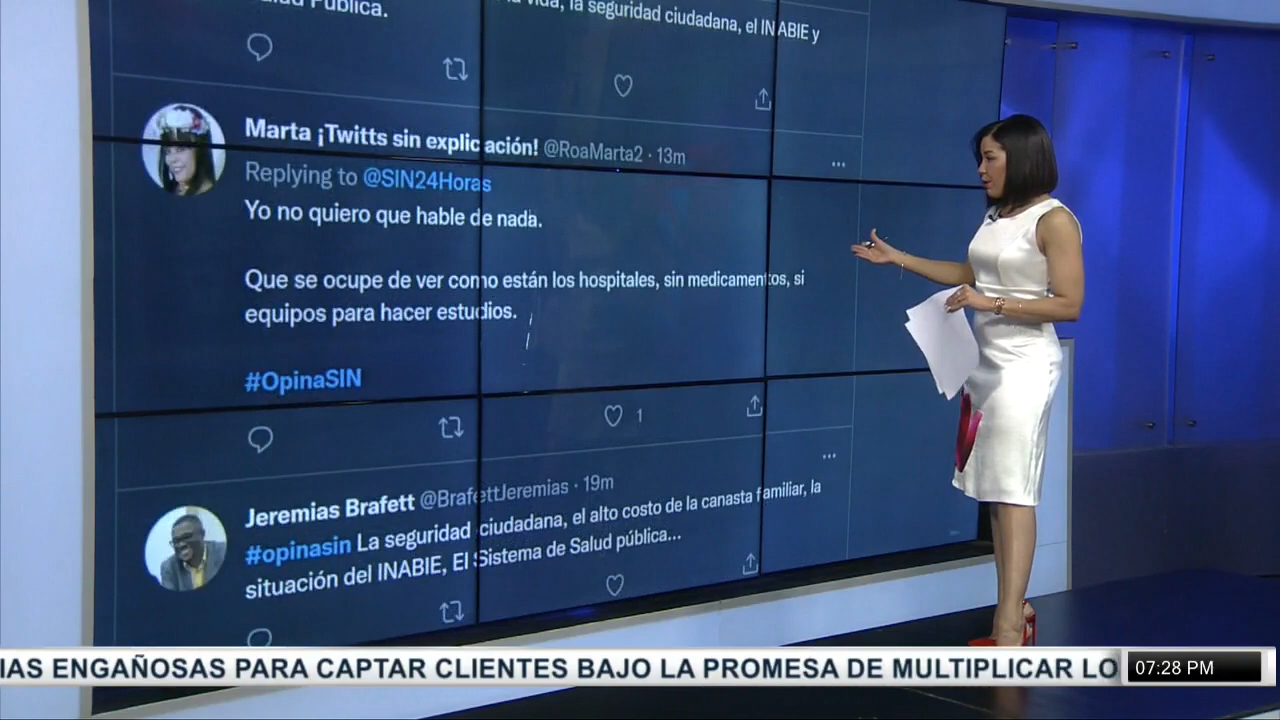 Pública.
la vida, la seguridad ciudadana, el INABIE y
Marta ¡Twitts sin explicación! @RoaMarta2 · 13m
Replying to @SIN24Horas
Yo no quiero que hable de nada.
Que se ocupe de ver como están los hospitales, sin medicamentos, si
equipos para hacer estudios.
#OpinaSIN
1
Jeremias Brafett @BrafettJeremias · 19m
#opinasin La seguridad ciudadana, el alto costo de la canasta familiar, la
situación del INABIE, El Sistema de Salud pública...
IAS ENGAÑOSAS PARA CAPTAR CLIENTES BAJO LA PROMESA DE MULTIPLICAR LO
07:28 PM